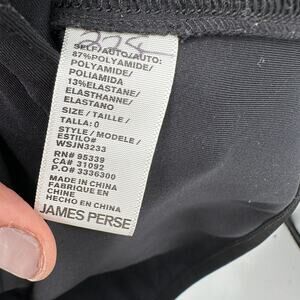 SELF/AUTO/AUTO:
87%POLYAMIDE/
POLYAMIDE/
POLIAMIDA
13%ELASTANE/
ELASTHANNE/
ELASTANO
SIZE / TAILLE /
TALLA: 0
STYLE / MODELE /
ESTILO#
WSJN3233
RN# 95339
CA# 31092
P.O# 3336300
MADE IN CHINA
FABRIQUE EN
CHINE
HECHO EN CHINA
JAMES PERSE